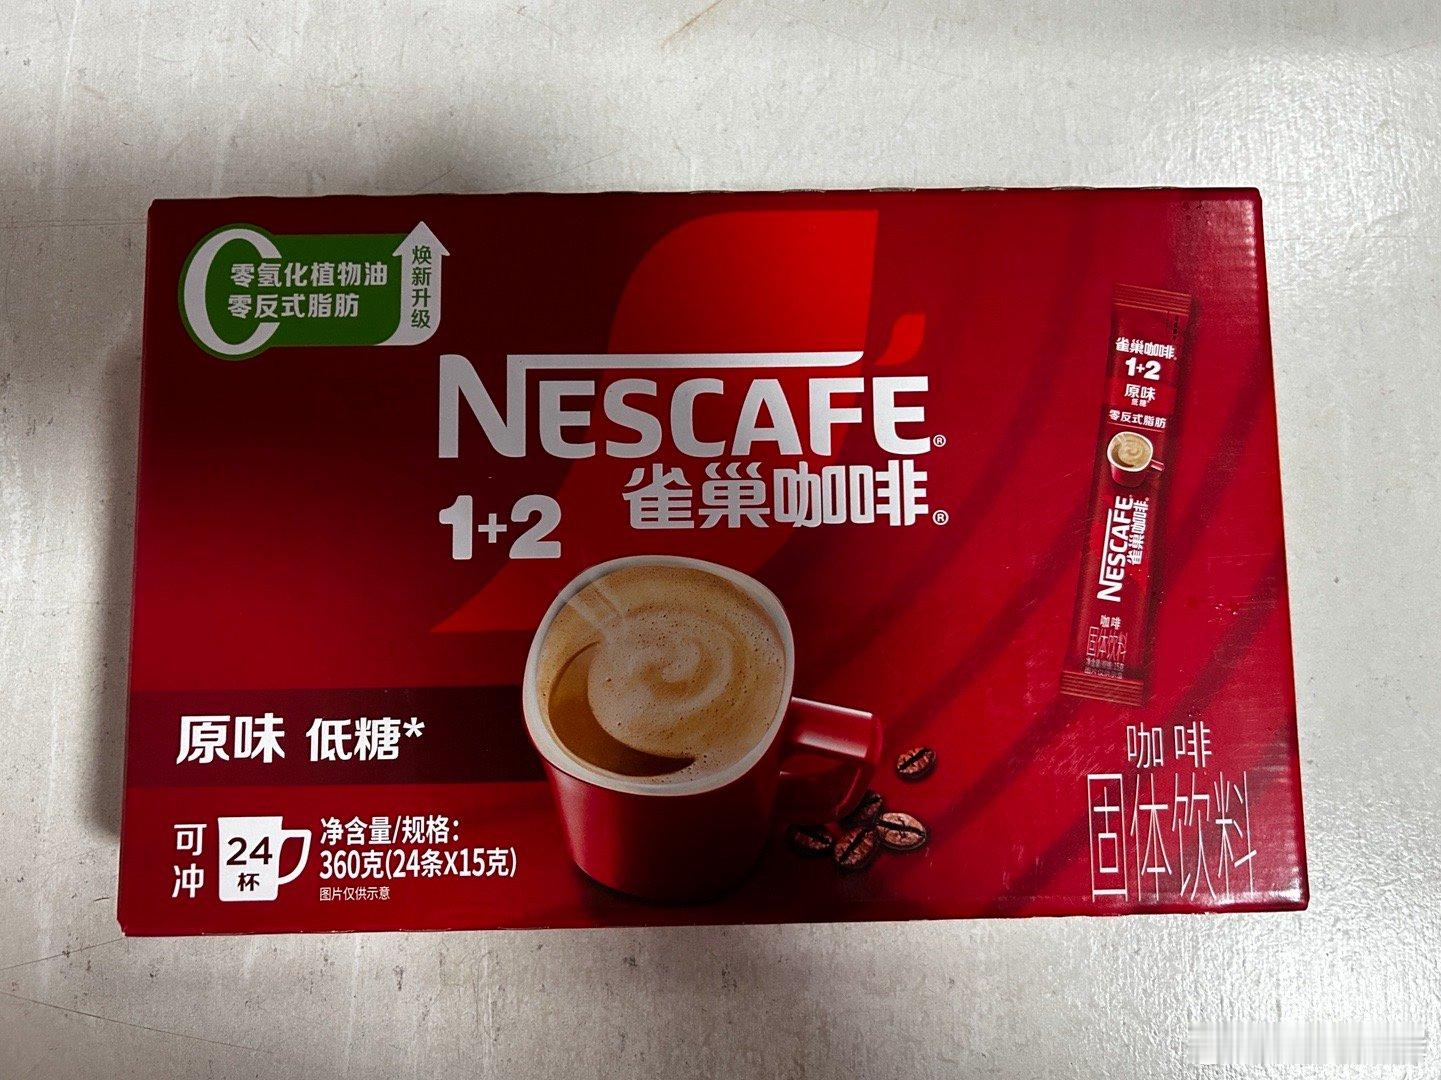 零氢化植物油
零反式脂肪
焕新升级
NESCAFÉ®
雀巢咖啡®
1+2
原味 低糖*
可冲
24
杯
净含量/规格:
360克(24条X15克)
图片仅供示意
雀巢咖啡
1+2
原味
低糖
零反式脂肪
NESCAFÉ
雀巢咖啡
咖啡
固体饮料
咖啡
固体饮料